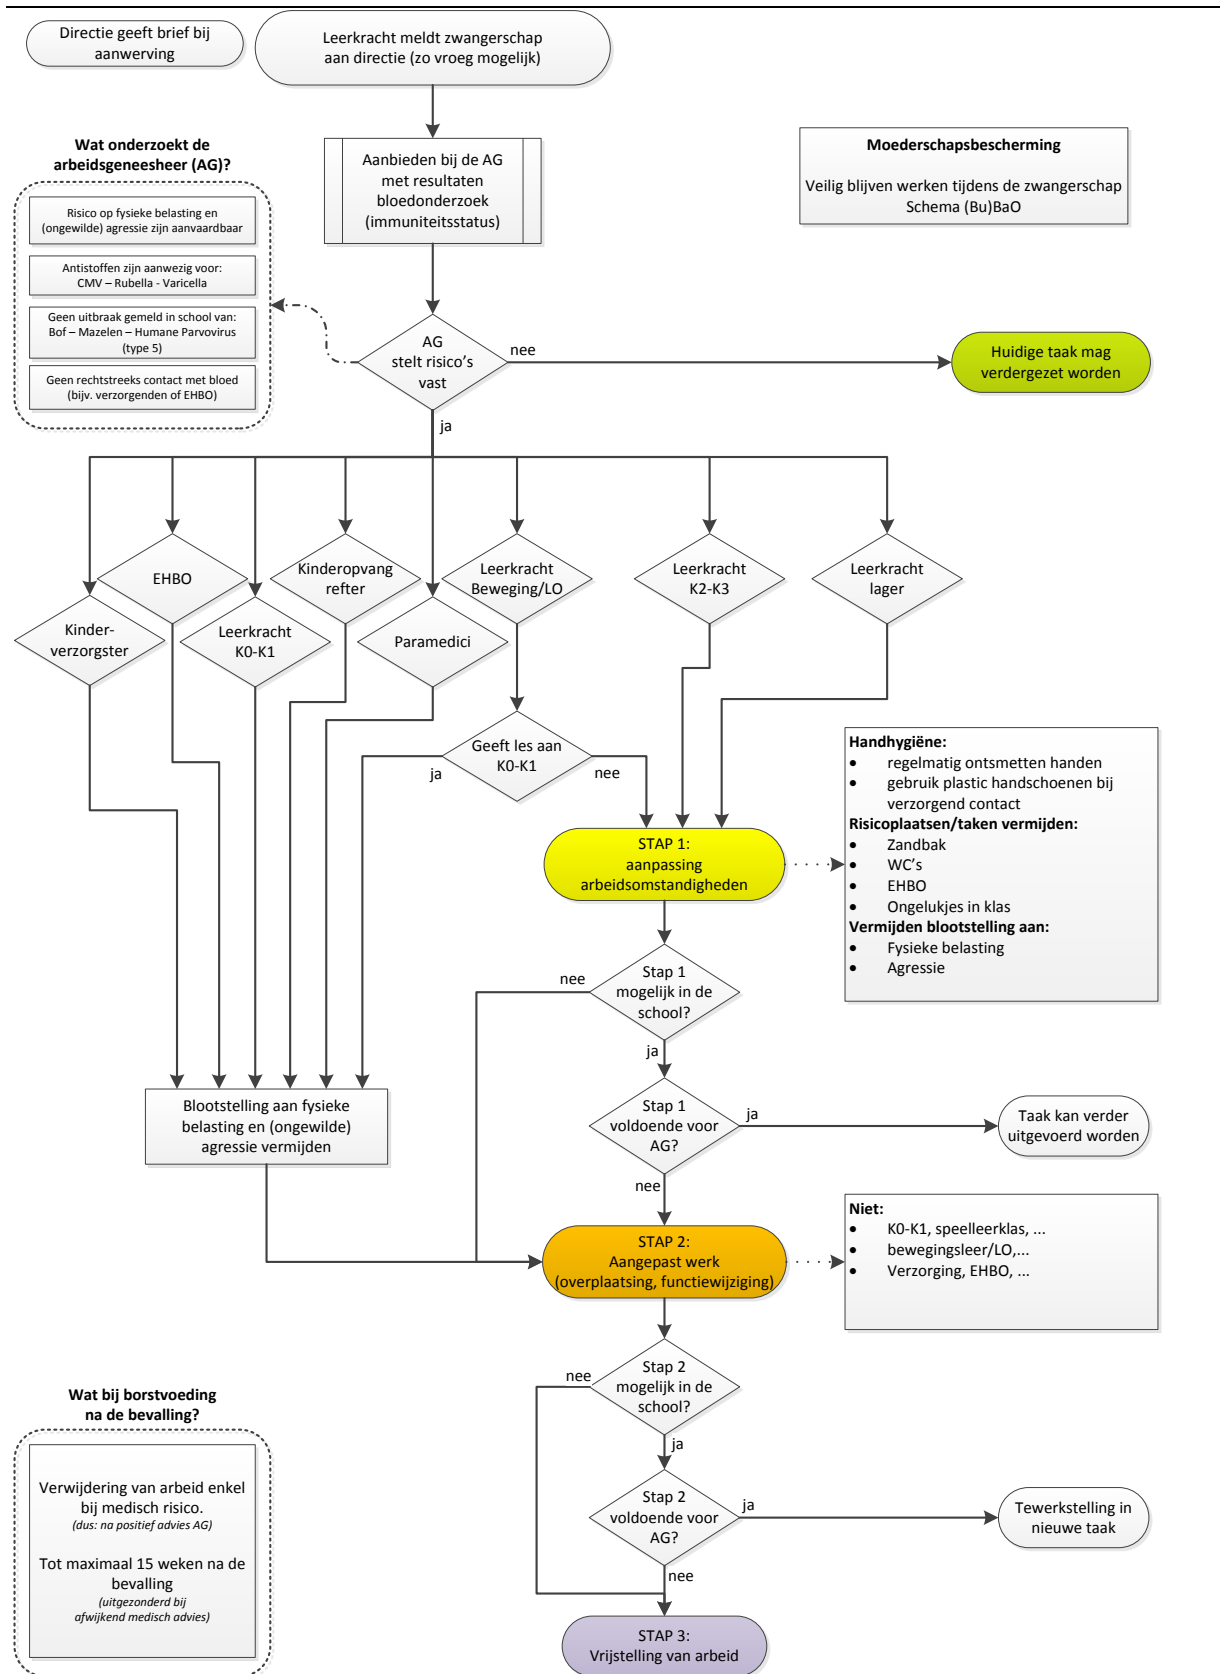 Directie geeft brief bij
aanwerving
Leerkracht meldt zwangerschap
aan directie (zo vroeg mogelijk)
Wat onderzoekt de
arbeidsgeneesheer (AG)?
Risico op fysieke belasting en
(ongewilde) agressie zijn aanvaardbaar
Antistoffen zijn aanwezig voor:
CMV – Rubella - Varicella
Geen uitbraak gemeld in school van:
Bof – Mazelen – Humane Parvovirus
(type 5)
Geen rechtstreeks contact met bloed
(bijv. verzorgenden of EHBO)
Aanbieden bij de AG
met resultaten
bloedonderzoek
(immuniteitsstatus)
Moederschapsbescherming
Veilig blijven werken tijdens de zwangerschap
Schema (Bu)BaO
AG
stelt risico's
vast
nee
Huidige taak mag
verdergezet worden
ja
EHBO
Kinderopvang
refter
Leerkracht
Beweging/LO
Leerkracht
K2-K3
Leerkracht
lager
Kinder-
verzorgster
Leerkracht
K0-K1
Paramedici
Geeft les aan
K0-K1
ja
nee
Handhygiëne:
• regelmatig ontsmetten handen
• gebruik plastic handschoenen bij
verzorgend contact
Risicoplaatsen/taken vermijden:
• Zandbak
• WC's
• EHBO
• Ongelukjes in klas
Vermijden blootstelling aan:
• Fysieke belasting
• Agressie
STAP 1:
aanpassing
arbeidsomstandigheden
nee
Stap 1
mogelijk in de
school?
ja
Blootstelling aan fysieke
belasting en (ongewilde)
agressie vermijden
Stap 1
voldoende voor
AG?
ja
Taak kan verder
uitgevoerd worden
nee
STAP 2:
Aangepast werk
(overplaatsing, functiewijziging)
Niet:
• K0-K1, speelleerklas, ...
• bewegingsleer/LO,...
• Verzorging, EHBO, ...
nee
Stap 2
mogelijk in de
school?
ja
Wat bij borstvoeding
na de bevalling?
Verwijdering van arbeid enkel
bij medisch risico.
(dus: na positief advies AG)
Tot maximaal 15 weken na de
bevalling
(uitgezonderd bij
afwijkend medisch advies)
Stap 2
voldoende voor
AG?
ja
Tewerkstelling in
nieuwe taak
nee
STAP 3:
Vrijstelling van arbeid